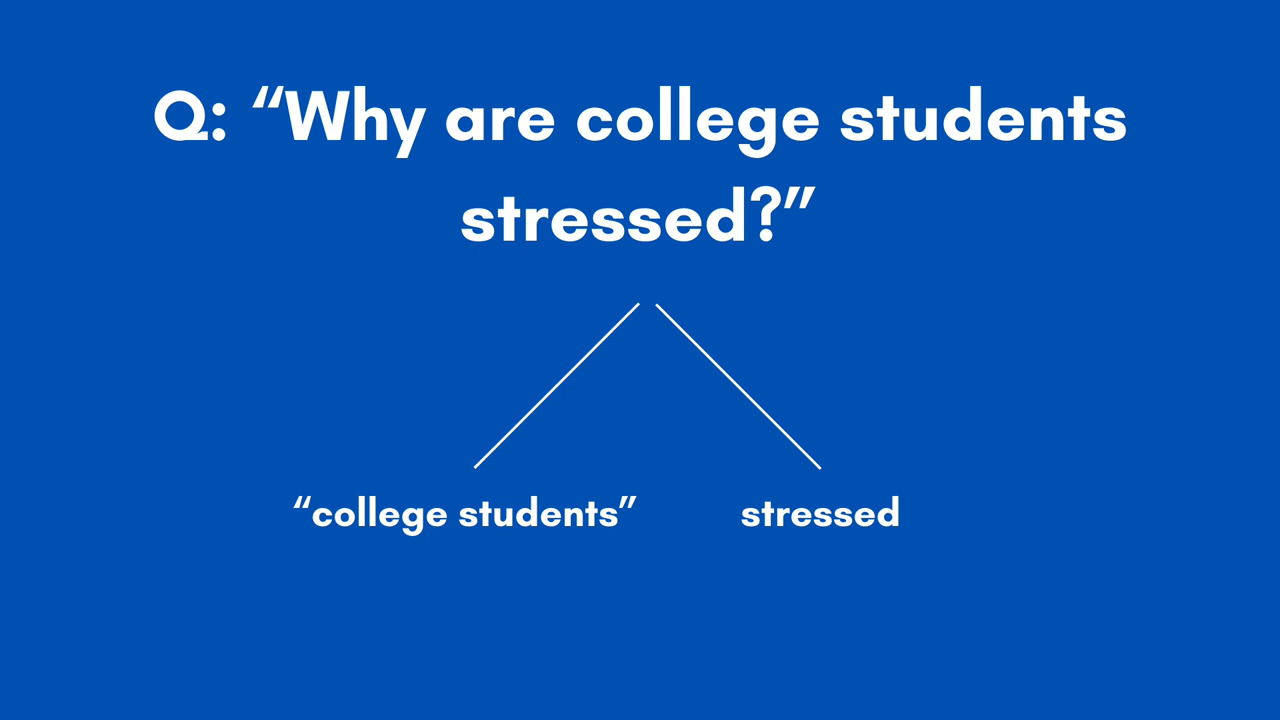 Q: “Why are college students
stressed?”
“college students” stressed